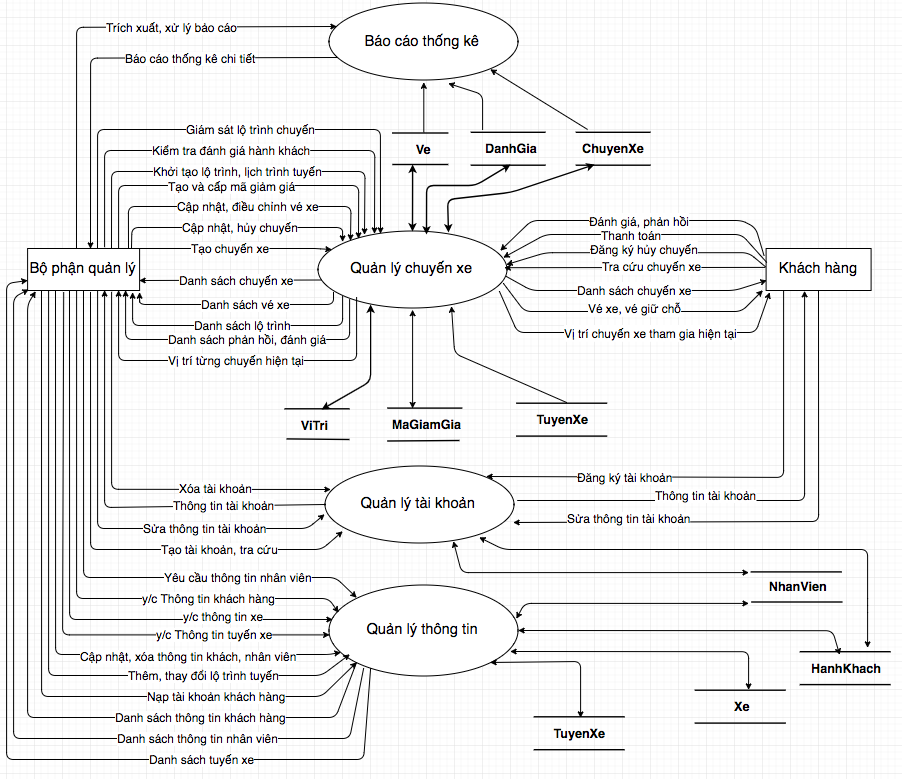 Trích xuất, xử lý báo cáo
Báo cáo thống kê
Báo cáo thống kê chi tiết
Giám sát lộ trình chuyến
Kiểm tra đánh giá hành khách
Khởi tạo lộ trình, lịch trình tuyến
Tạo và cấp mã giảm giá
Cập nhật, điều chỉnh vé xe
Cập nhật, hủy chuyến
Tạo chuyến xe
Ve
DanhGia
ChuyenXe
Bộ phận quản lý
Quản lý chuyến xe
Khách hàng
Đánh giá, phản hồi
Thanh toán
Đăng ký hủy chuyến
Tra cứu chuyến xe
Danh sách chuyến xe
Vé xe, vé giữ chỗ
Vị trí chuyến xe tham gia hiện tại
Danh sách chuyến xe
Danh sách vé xe
Danh sách lộ trình
Danh sách phản hồi, đánh giá
Vị trí từng chuyến hiện tại
ViTri
MaGiamGia
TuyenXe
Xóa tài khoản
Thông tin tài khoản
Sửa thông tin tài khoản
Tạo tài khoản, tra cứu
Quản lý tài khoản
Đăng ký tài khoản
Thông tin tài khoản
Sửa thông tin tài khoản
Yêu cầu thông tin nhân viên
y/c Thông tin khách hàng
y/c thông tin xe
y/c Thông tin tuyến xe
Cập nhật, xóa thông tin khách, nhân viên
Thêm, thay đổi lộ trình tuyến
Nạp tài khoản khách hàng
Danh sách thông tin khách hàng
Danh sách thông tin nhân viên
Danh sách tuyến xe
Quản lý thông tin
NhanVien
HanhKhach
Xe
TuyenXe